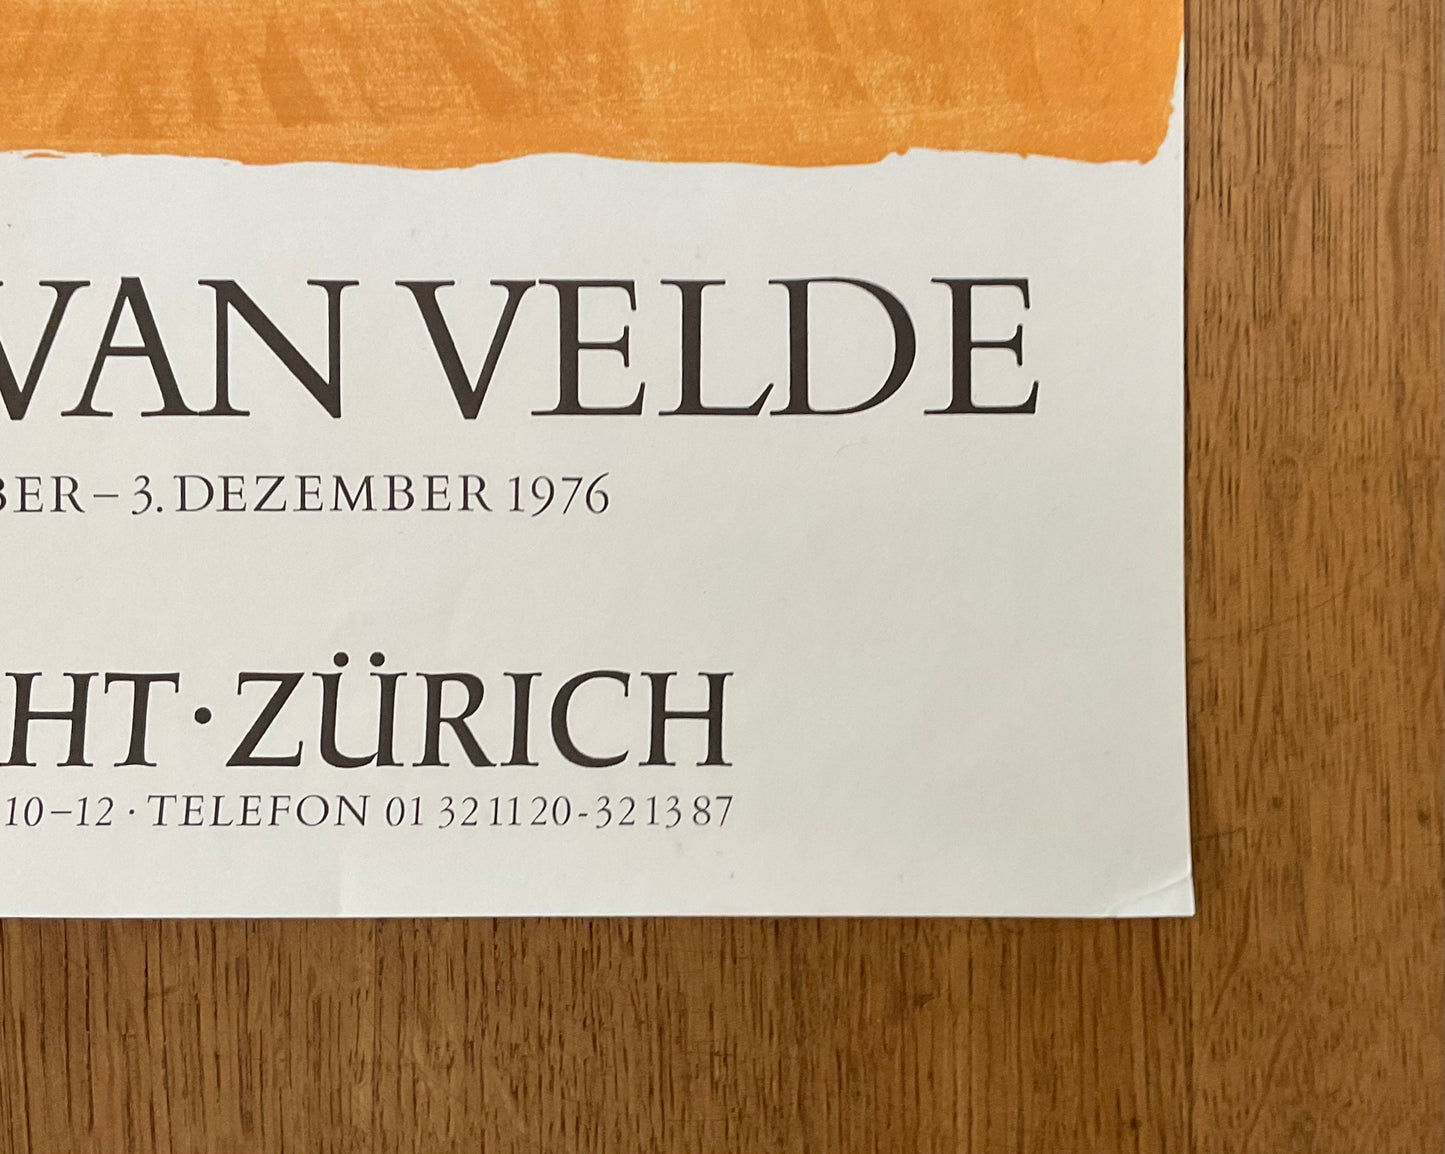 VAN VELDE
BER – 3. DEZEMBER 1976
HT · ZÜRICH
10–12 · TELEFON 01 32 11 20 - 32 13 87